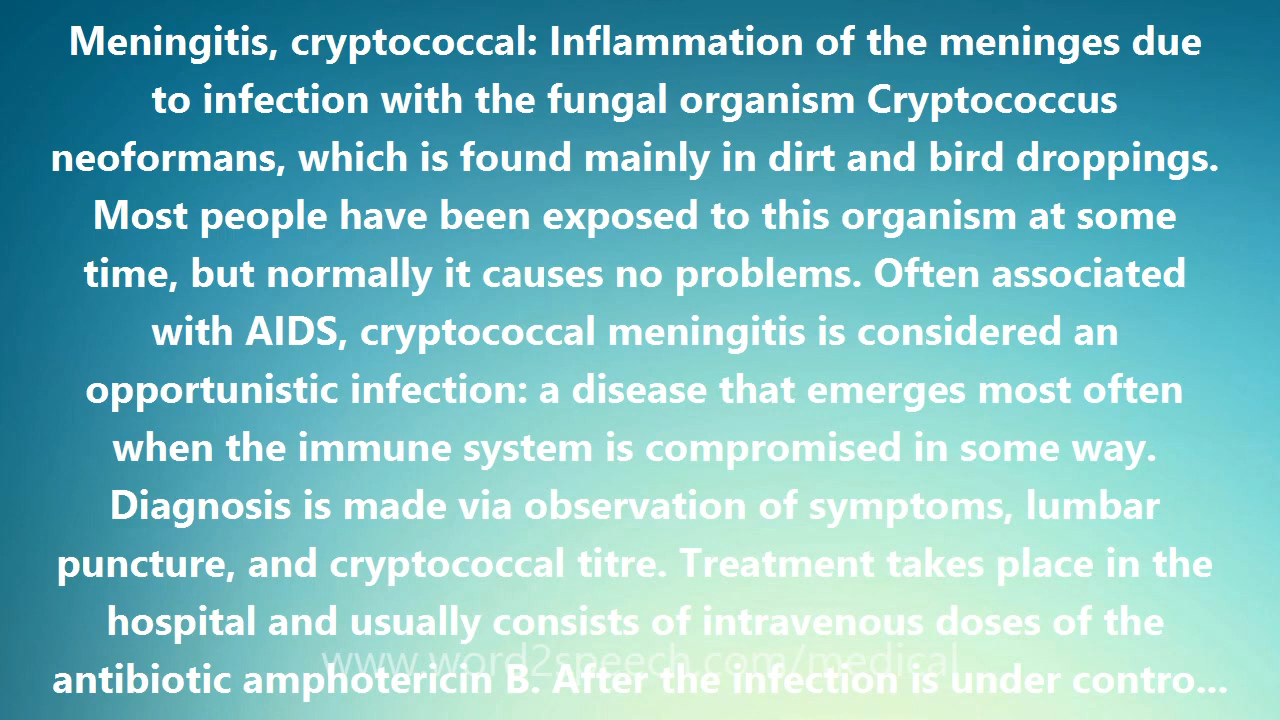 Meningitis, cryptococcal: Inflammation of the meninges due
to infection with the fungal organism Cryptococcus
neoformans, which is found mainly in dirt and bird droppings.
Most people have been exposed to this organism at some
time, but normally it causes no problems. Often associated
with AIDS, cryptococcal meningitis is considered an
opportunistic infection: a disease that emerges most often
when the immune system is compromised in some way.
Diagnosis is made via observation of symptoms, lumbar
puncture, and cryptococcal titre. Treatment takes place in the
hospital and usually consists of intravenous doses of the
www.word2speech.com/medical
antibiotic amphotericin B. After the infection is under contro...